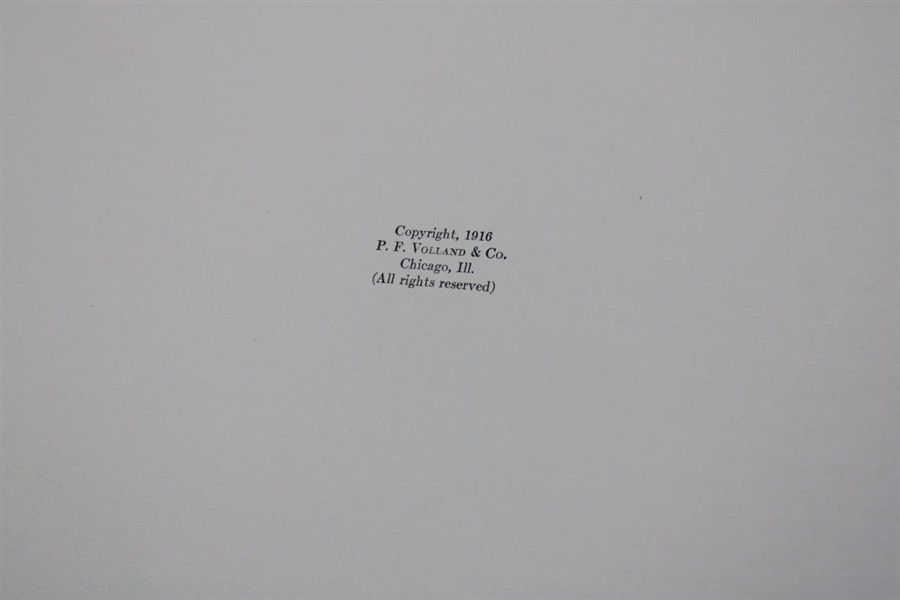 Copyright, 1916
P. F. VOLLAND & Co.
Chicago, Ill.
(All rights reserved)